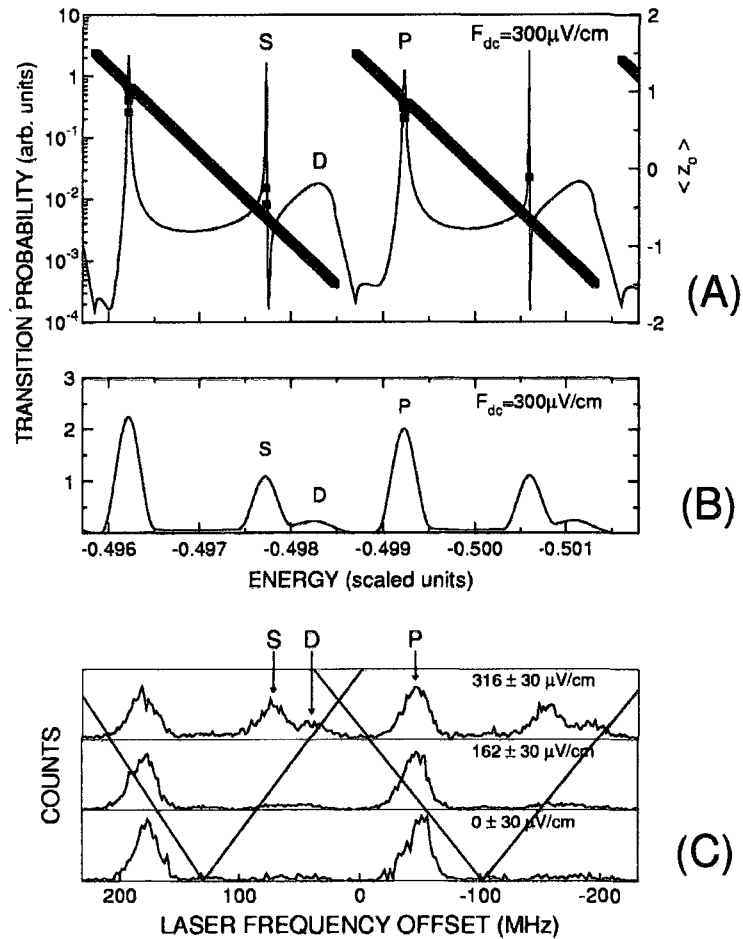 S P F_dc=300μV/cm
D
TRANSITION PROBABILITY (arb. units)
10¹
1
10⁻¹
10⁻²
10⁻³
10⁻⁴
2
1
0
-1
-2
< z_o >
(A)
3
2
1
S
D
P
F_dc=300μV/cm
(B)
-0.496 -0.497 -0.498 -0.499 -0.500 -0.501
ENERGY (scaled units)
S D P
316 ± 30 μV/cm
162 ± 30 μV/cm
0 ± 30 μV/cm
COUNTS
(C)
200 100 0 -100 -200
LASER FREQUENCY OFFSET (MHz)